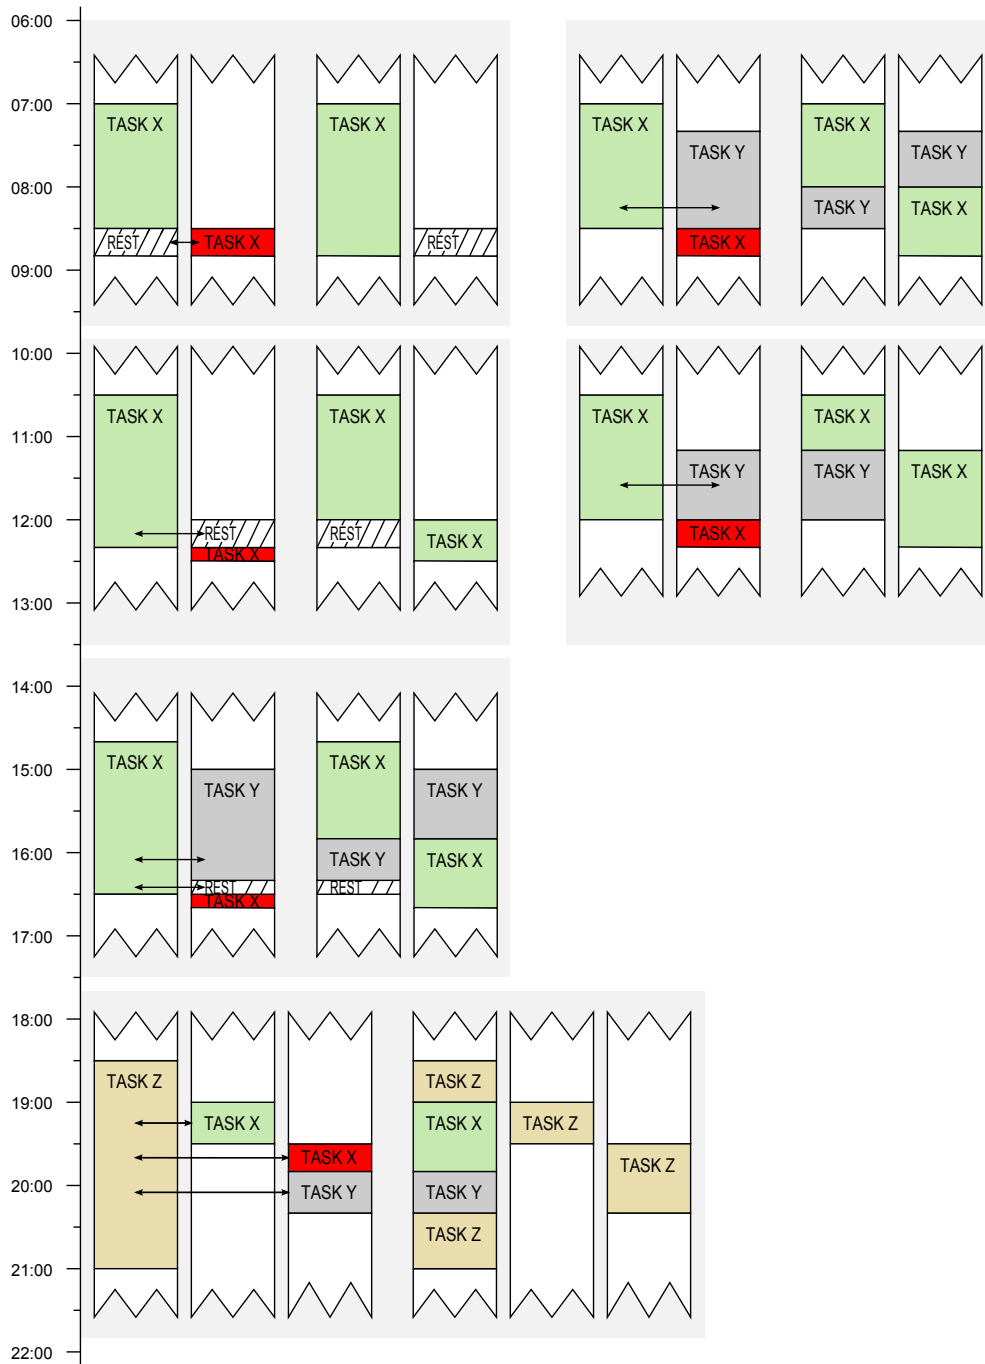 06:00
07:00
TASK X TASK X TASK X TASK X
TASK Y TASK Y
08:00
TASK Y TASK X
REST TASK X REST TASK X
09:00
10:00
TASK X TASK X TASK X TASK X
11:00
TASK Y TASK Y TASK X
12:00
REST REST TASK X TASK X
TASK X
13:00
14:00
TASK X TASK X
15:00
TASK Y TASK Y
16:00
TASK Y TASK X
REST REST
TASK X
17:00
18:00
TASK Z TASK Z
19:00
TASK X TASK X TASK Z
TASK X TASK Z
20:00
TASK Y TASK Y
TASK Z
21:00
22:00